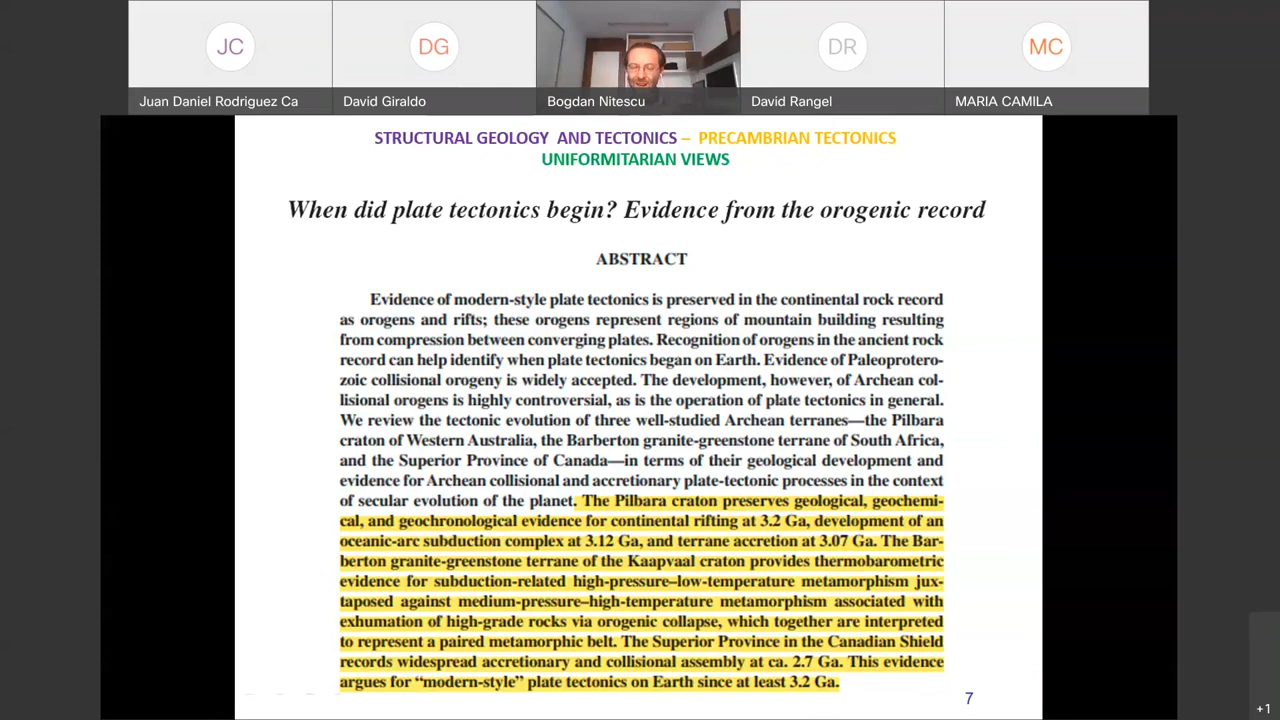 JC
DG
DR
MC
Juan Daniel Rodriguez Ca
David Giraldo
Bogdan Nitescu
David Rangel
MARIA CAMILA
STRUCTURAL GEOLOGY AND TECTONICS – PRECAMBRIAN TECTONICS
UNIFORMITARIAN VIEWS
When did plate tectonics begin? Evidence from the orogenic record
ABSTRACT
Evidence of modern-style plate tectonics is preserved in the continental rock record
as orogens and rifts; these orogens represent regions of mountain building resulting
from compression between converging plates. Recognition of orogens in the ancient rock
record can help identify when plate tectonics began on Earth. Evidence of Paleoprotero-
zoic collisional orogeny is widely accepted. The development, however, of Archean col-
lisional orogens is highly controversial, as is the operation of plate tectonics in general.
We review the tectonic evolution of three well-studied Archean terranes—the Pilbara
craton of Western Australia, the Barberton granite-greenstone terrane of South Africa,
and the Superior Province of Canada—in terms of their geological development and
evidence for Archean collisional and accretionary plate-tectonic processes in the context
of secular evolution of the planet. The Pilbara craton preserves geological, geochemi-
cal, and geochronological evidence for continental rifting at 3.2 Ga, development of an
oceanic-arc subduction complex at 3.12 Ga, and terrane accretion at 3.07 Ga. The Bar-
berton granite-greenstone terrane of the Kaapvaal craton provides thermobarometric
evidence for subduction-related high-pressure–low-temperature metamorphism jux-
taposed against medium-pressure–high-temperature metamorphism associated with
exhumation of high-grade rocks via orogenic collapse, which together are interpreted
to represent a paired metamorphic belt. The Superior Province in the Canadian Shield
records widespread accretionary and collisional assembly at ca. 2.7 Ga. This evidence
argues for “modern-style” plate tectonics on Earth since at least 3.2 Ga.
7
+1